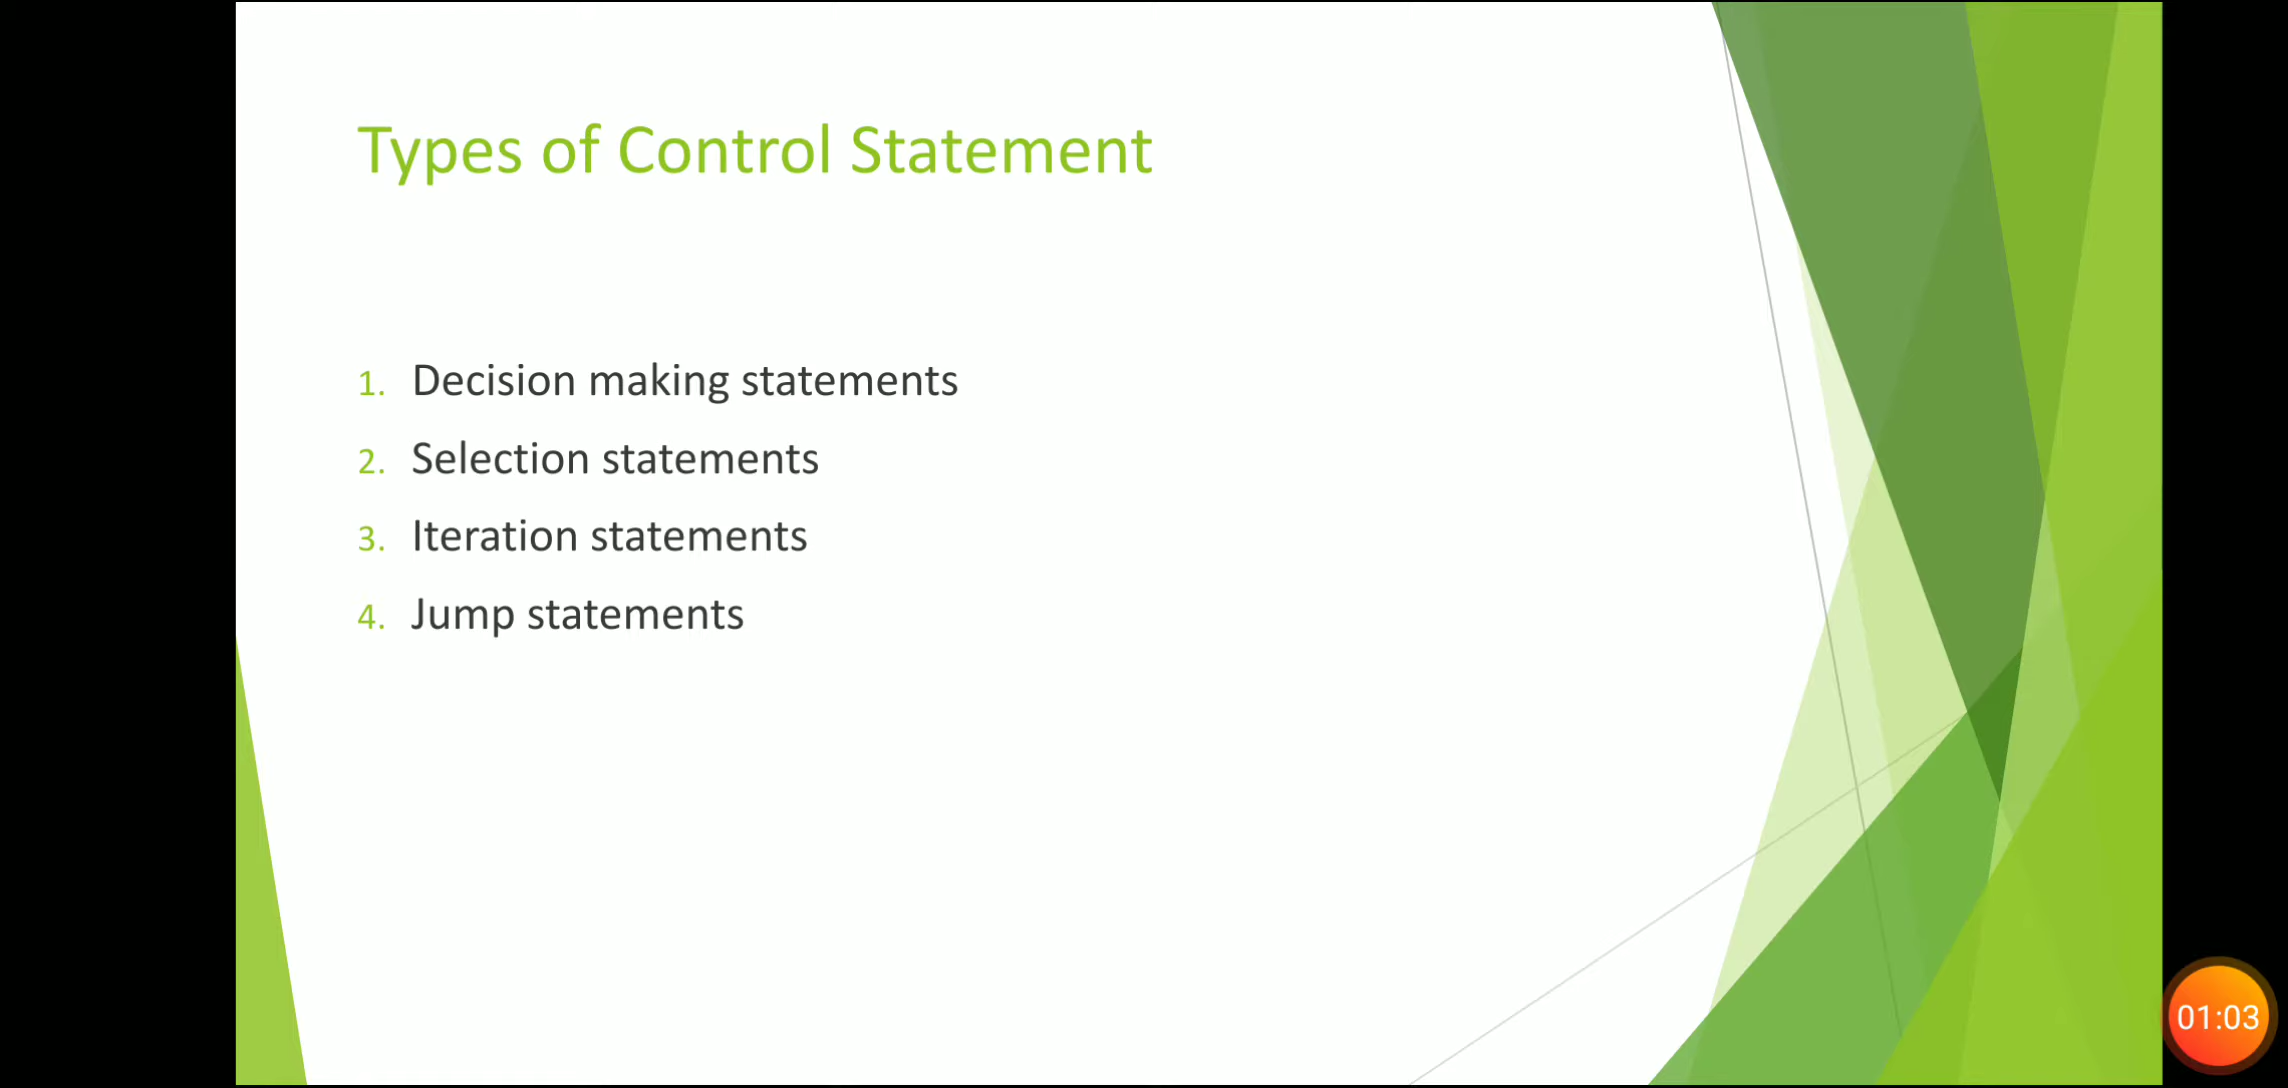 Types of Control Statement
1. Decision making statements
2. Selection statements
3. Iteration statements
4. Jump statements
01:03